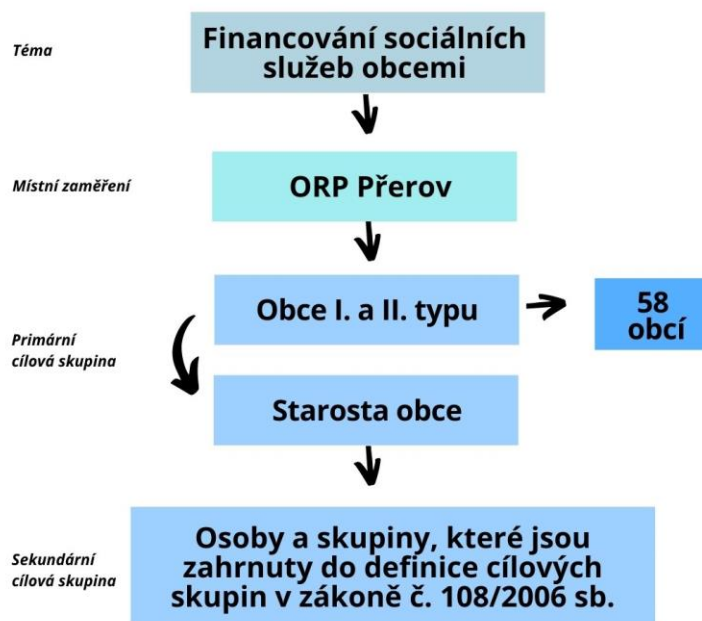 Téma
Financování sociálních
služeb obcemi
Místní zaměření
ORP Přerov
Obce I. a II. typu
58
obcí
Primární
cílová skupina
Starosta obce
Sekundární
cílová skupina
Osoby a skupiny, které jsou
zahrnuty do definice cílových
skupin v zákoně č. 108/2006 sb.